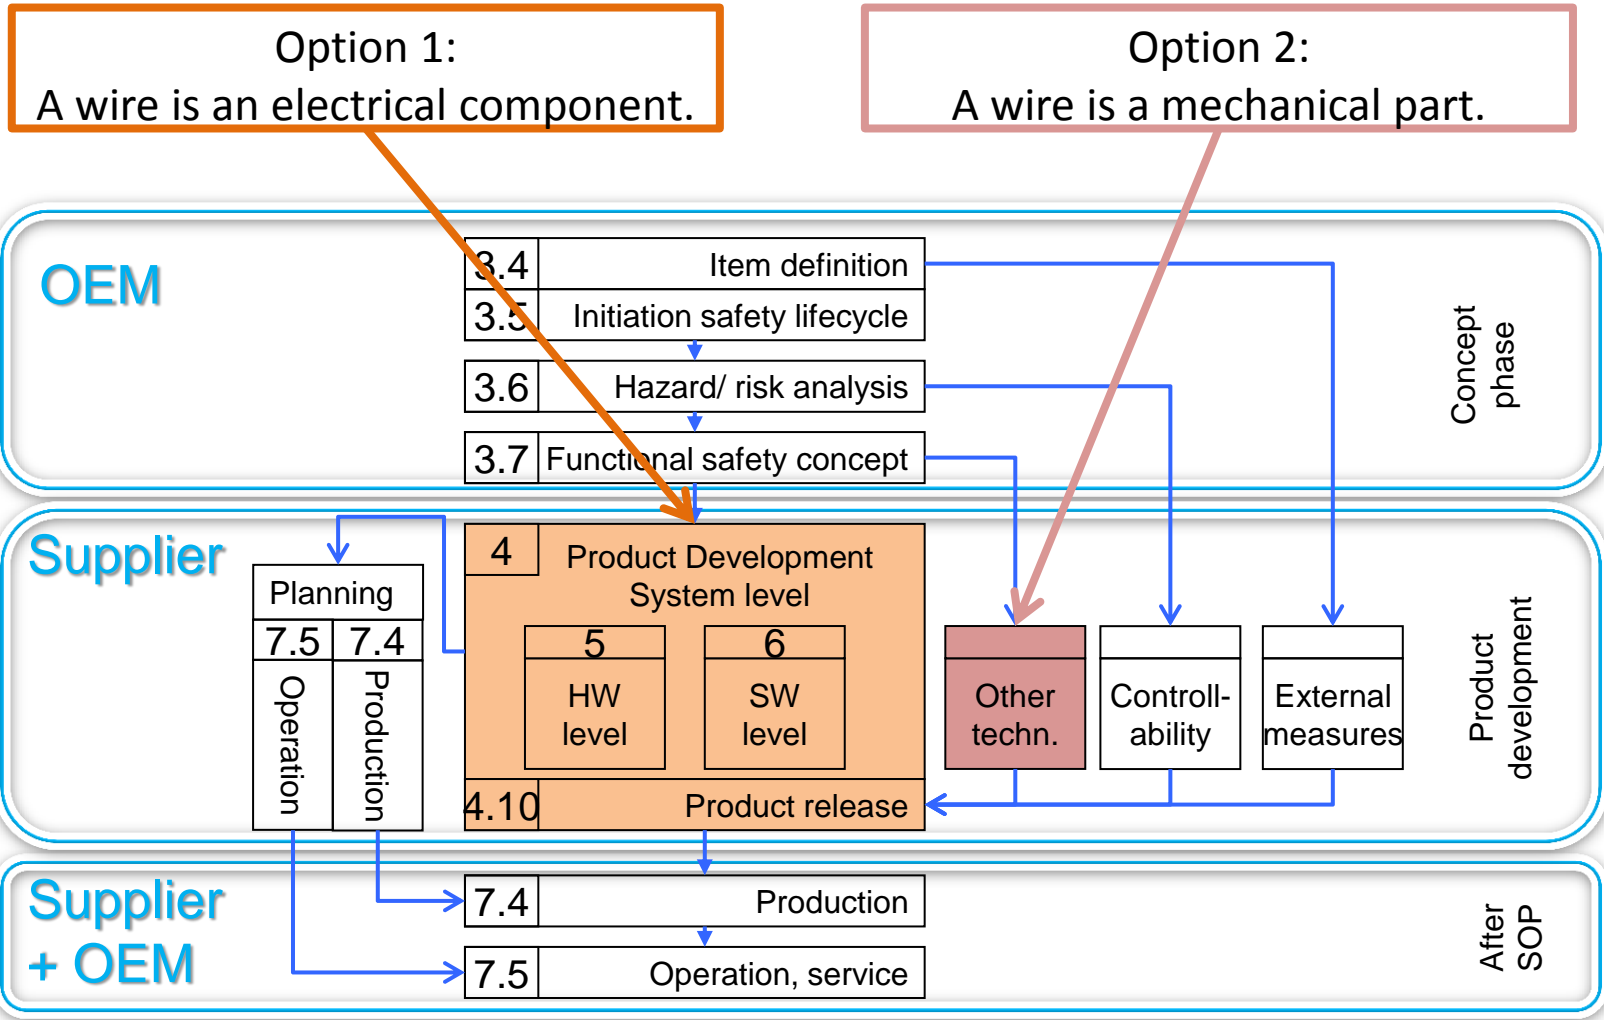 Option 1:
A wire is an electrical component.
Option 2:
A wire is a mechanical part.
OEM
3.4 Item definition
3.5 Initiation safety lifecycle
3.6 Hazard/ risk analysis
3.7 Functional safety concept
Concept
phase
Supplier
Planning
7.5 7.4
Operation
Production
4 Product Development
System level
5
HW
level
6
SW
level
4.10 Product release
Other
techn.
Controll-
ability
External
measures
Product
development
Supplier
+ OEM
7.4 Production
7.5 Operation, service
After
SOP